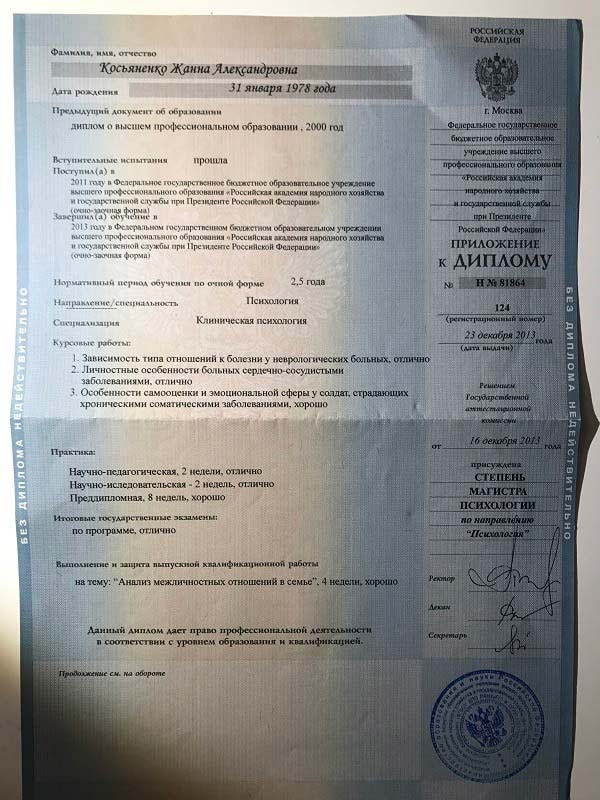 Фамилия, имя, отчество
Косьяненко Жанна Александровна
Дата рождения 31 января 1978 года
Предыдущий документ об образовании
диплом о высшем профессиональном образовании , 2000 год
Вступительные испытания прошла
Поступил(а) в
2011 году в Федеральное государственное бюджетное образовательное учреждение
высшего профессионального образования «Российская академия народного хозяйства
и государственной службы при Президенте Российской Федерации»
(очно-заочная форма)
Завершил(а) обучение в
2013 году в Федеральном государственном бюджетном образовательном учреждении
высшего профессионального образования «Российская академия народного хозяйства
и государственной службы при Президенте Российской Федерации»
(очно-заочная форма)
Нормативный период обучения по очной форме 2,5 года
Направление/специальность Психология
Специализация Клиническая психология
Курсовые работы:
1. Зависимость типа отношений к болезни у неврологических больных, отлично
2. Личностные особенности больных сердечно-сосудистыми
заболеваниями, отлично
3. Особенности самооценки и эмоциональной сферы у солдат, страдающих
хроническими соматическими заболеваниями, хорошо
Практика:
Научно-педагогическая, 2 недели, отлично
Научно-иследовательская - 2 недель, отлично
Преддипломная, 8 недель, хорошо
Итоговые государственные экзамены:
по программе, отлично
Выполнение и защита выпускной квалификационной работы
на тему: “Анализ межличностных отношений в семье”, 4 недели, хорошо
Данный диплом дает право профессиональной деятельности
в соответствии с уровнем образования и квалификацией.
Продолжение см. на обороте
РОССИЙСКАЯ
ФЕДЕРАЦИЯ
г. Москва
Федеральное государственное
бюджетное образовательное
учреждение высшего
профессионального образования
«Российская академия
народного хозяйства
и государственной службы
при Президенте
Российской Федерации»
ПРИЛОЖЕНИЕ
К ДИПЛОМУ
№ Н № 81864
124
(регистрационный номер)
23 декабря 2013 года
(дата выдачи)
Решением
Государственной
аттестационной
комиссии
от 16 декабря 2013 года
присуждена
СТЕПЕНЬ
МАГИСТРА
ПСИХОЛОГИИ
по направлению
“Психология”
Ректор
Декан
Секретарь
БЕЗ ДИПЛОМА НЕДЕЙСТВИТЕЛЬНО
БЕЗ ДИПЛОМА НЕДЕЙСТВИТЕЛЬНО